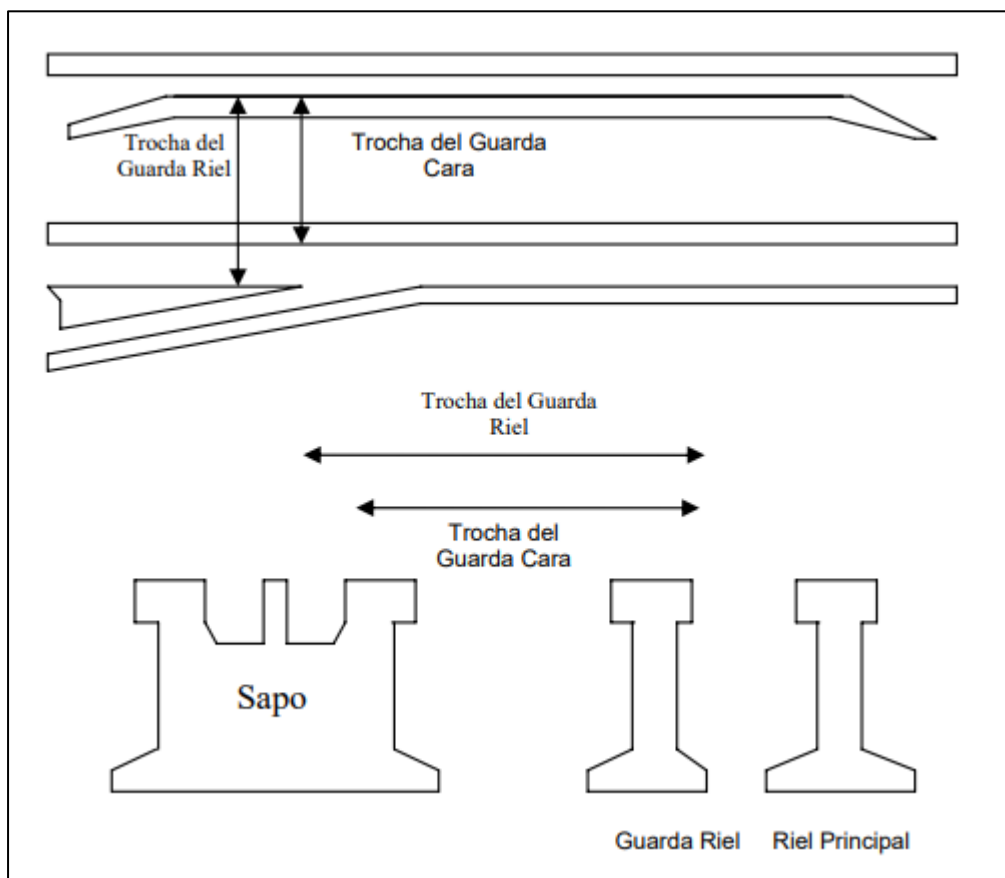 Trocha del
Guarda Riel
Trocha del Guarda
Cara
Trocha del Guarda
Riel
Trocha del
Guarda Cara
Sapo
Guarda Riel
Riel Principal